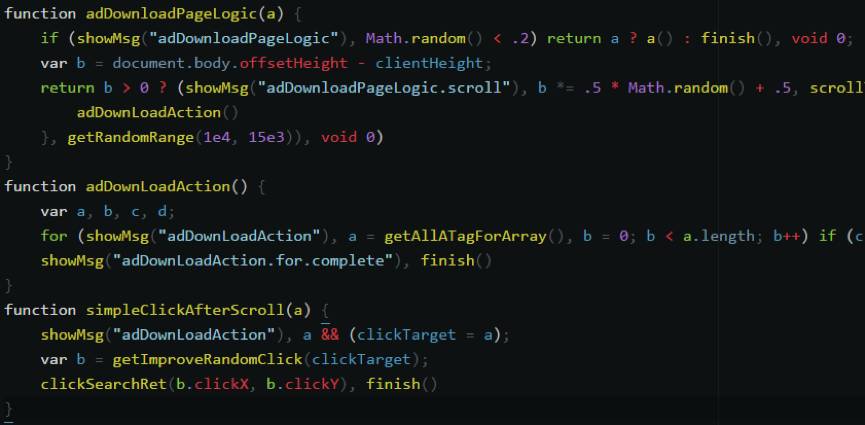 function adDownloadPageLogic(a) {
    if (showMsg("adDownloadPageLogic"), Math.random() < .2) return a ? a() : finish(), void 0;
    var b = document.body.offsetHeight - clientHeight;
    return b > 0 ? (showMsg("adDownloadPageLogic.scroll"), b *= .5 * Math.random() + .5, scroll
        adDownloadAction()
    }, getRandomRange(1e4, 15e3)), void 0)
}
function adDownLoadAction() {
    var a, b, c, d;
    for (showMsg("adDownLoadAction"), a = getAllATagForArray(), b = 0; b < a.length; b++) if (c
    showMsg("adDownLoadAction.for.complete"), finish()
}
function simpleClickAfterScroll(a) {
    showMsg("adDownLoadAction"), a && (clickTarget = a);
    var b = getImproveRandomClick(clickTarget);
    clickSearchRet(b.clickX, b.clickY), finish()
}